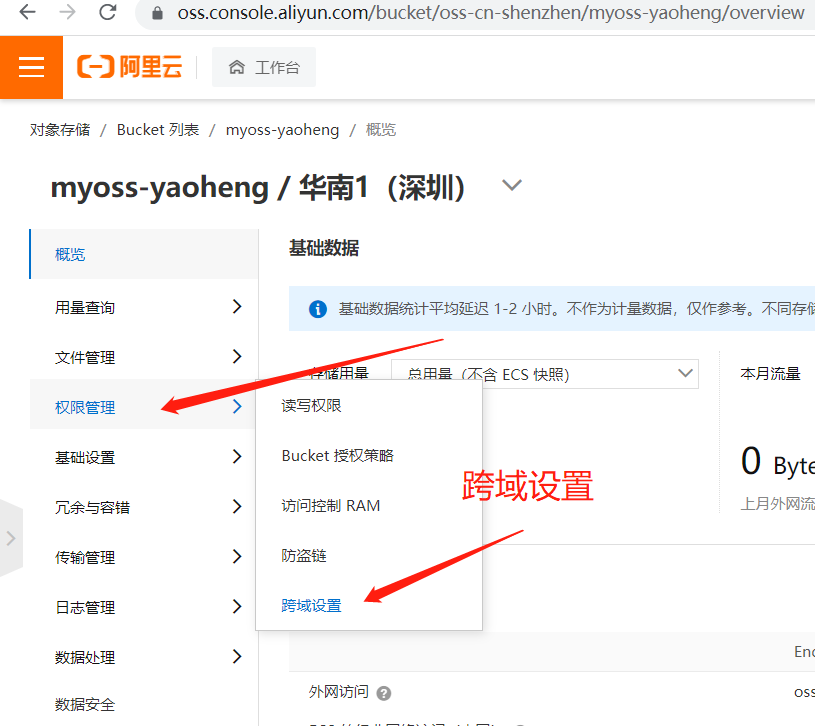 oss.console.aliyun.com/bucket/oss-cn-shenzhen/myoss-yaoheng/overview
阿里云
工作台
对象存储 / Bucket 列表 / myoss-yaoheng / 概览
myoss-yaoheng / 华南1（深圳）
概览
用量查询
文件管理
权限管理
基础设置
冗余与容错
传输管理
日志管理
数据处理
数据安全
基础数据
基础数据统计平均延迟 1-2 小时。不作为计量数据，仅作参考。不同存储
存储用量
总用量（不含 ECS 快照）
本月流量
读写权限
Bucket 授权策略
访问控制 RAM
防盗链
跨域设置
跨域设置
0 Byte
上月外网流
End
外网访问
oss